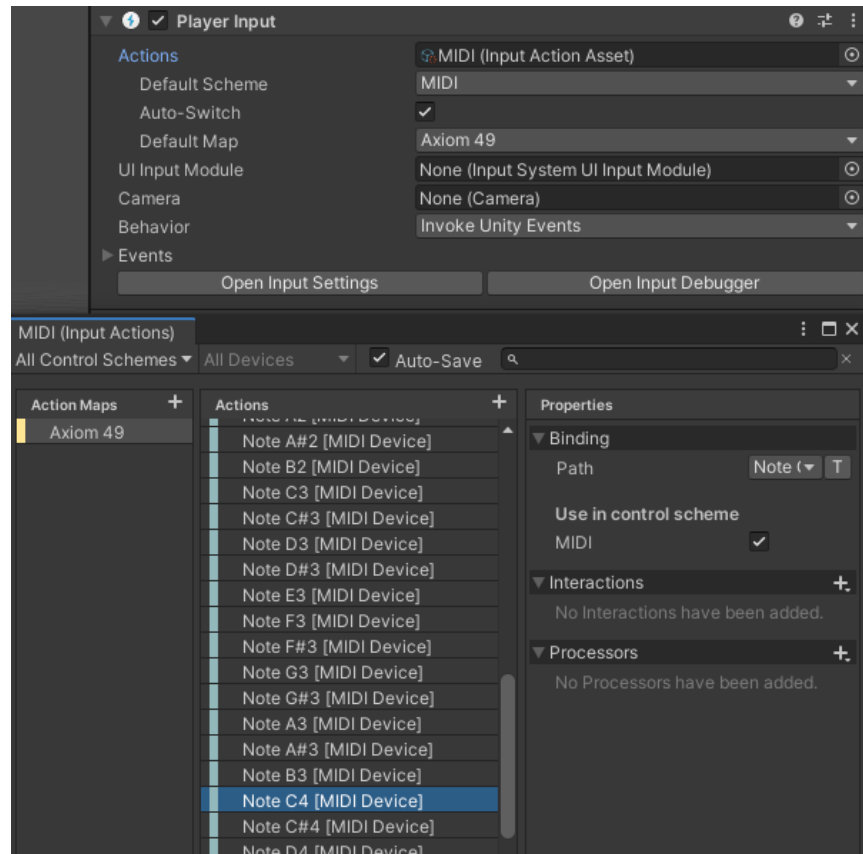 Player Input
Actions MIDI (Input Action Asset)
Default Scheme MIDI
Auto-Switch
Default Map Axiom 49
UI Input Module None (Input System UI Input Module)
Camera None (Camera)
Behavior Invoke Unity Events
Events
Open Input Settings Open Input Debugger
MIDI (Input Actions)
All Control Schemes All Devices Auto-Save
Action Maps Actions Properties
Axiom 49
Note A#2 [MIDI Device]
Note B2 [MIDI Device]
Note C3 [MIDI Device]
Note C#3 [MIDI Device]
Note D3 [MIDI Device]
Note D#3 [MIDI Device]
Note E3 [MIDI Device]
Note F3 [MIDI Device]
Note F#3 [MIDI Device]
Note G3 [MIDI Device]
Note G#3 [MIDI Device]
Note A3 [MIDI Device]
Note A#3 [MIDI Device]
Note B3 [MIDI Device]
Note C4 [MIDI Device]
Note C#4 [MIDI Device]
Note D4 [MIDI Device]
Binding
Path Note ( T
Use in control scheme
MIDI
Interactions
No Interactions have been added.
Processors
No Processors have been added.